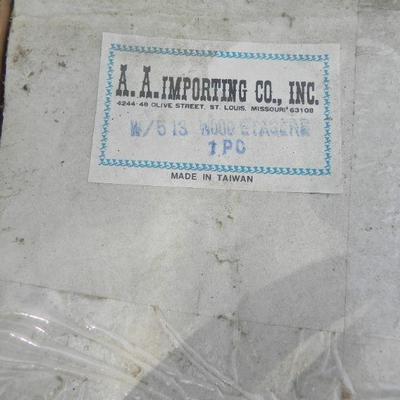 A. A. IMPORTING CO., INC.
4244-48 OLIVE STREET, ST. LOUIS, MISSOURI 63108
W/513 WOOD ETAGERE
1 PC
MADE IN TAIWAN